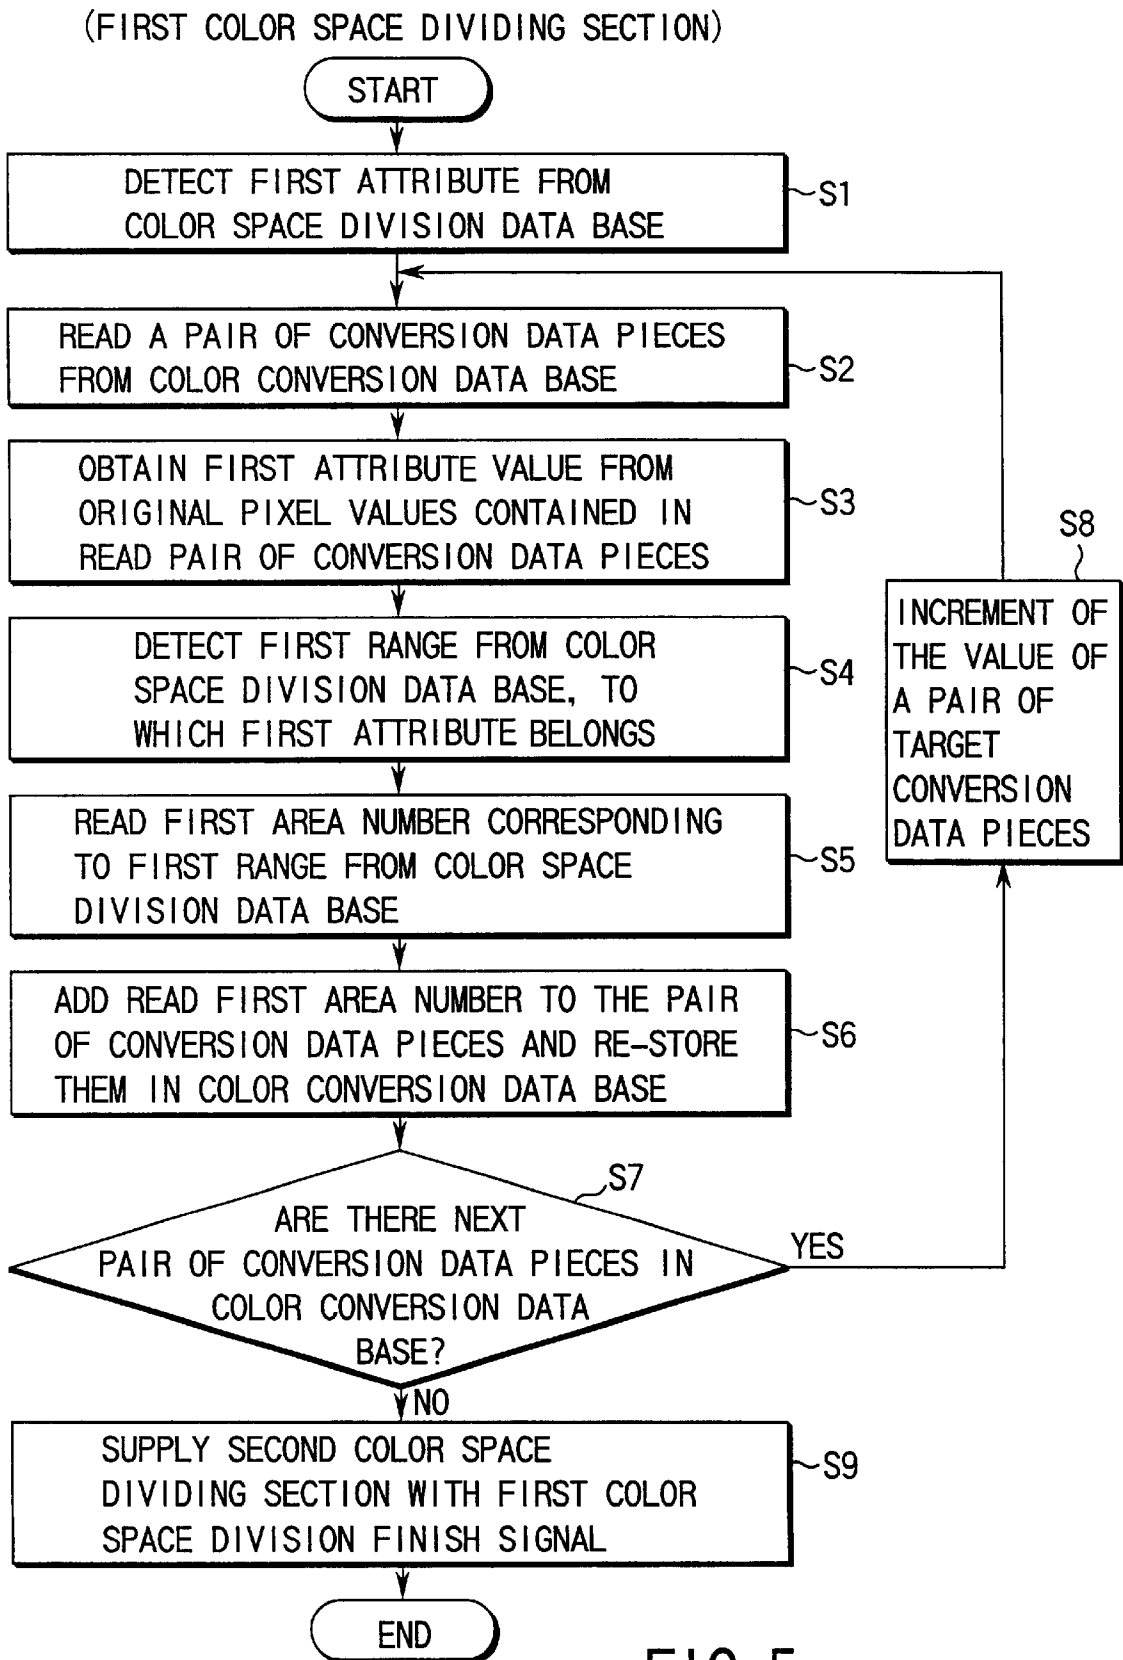 (FIRST COLOR SPACE DIVIDING SECTION)
START
DETECT FIRST ATTRIBUTE FROM
COLOR SPACE DIVISION DATA BASE
S1
READ A PAIR OF CONVERSION DATA PIECES
FROM COLOR CONVERSION DATA BASE
S2
OBTAIN FIRST ATTRIBUTE VALUE FROM
ORIGINAL PIXEL VALUES CONTAINED IN
READ PAIR OF CONVERSION DATA PIECES
S3
DETECT FIRST RANGE FROM COLOR
SPACE DIVISION DATA BASE, TO
WHICH FIRST ATTRIBUTE BELONGS
S4
READ FIRST AREA NUMBER CORRESPONDING
TO FIRST RANGE FROM COLOR SPACE
DIVISION DATA BASE
S5
ADD READ FIRST AREA NUMBER TO THE PAIR
OF CONVERSION DATA PIECES AND RE-STORE
THEM IN COLOR CONVERSION DATA BASE
S6
S7
ARE THERE NEXT
PAIR OF CONVERSION DATA PIECES IN
COLOR CONVERSION DATA
BASE?
YES
S8
INCREMENT OF
THE VALUE OF
A PAIR OF
TARGET
CONVERSION
DATA PIECES
NO
SUPPLY SECOND COLOR SPACE
DIVIDING SECTION WITH FIRST COLOR
SPACE DIVISION FINISH SIGNAL
S9
END
FIG. 5